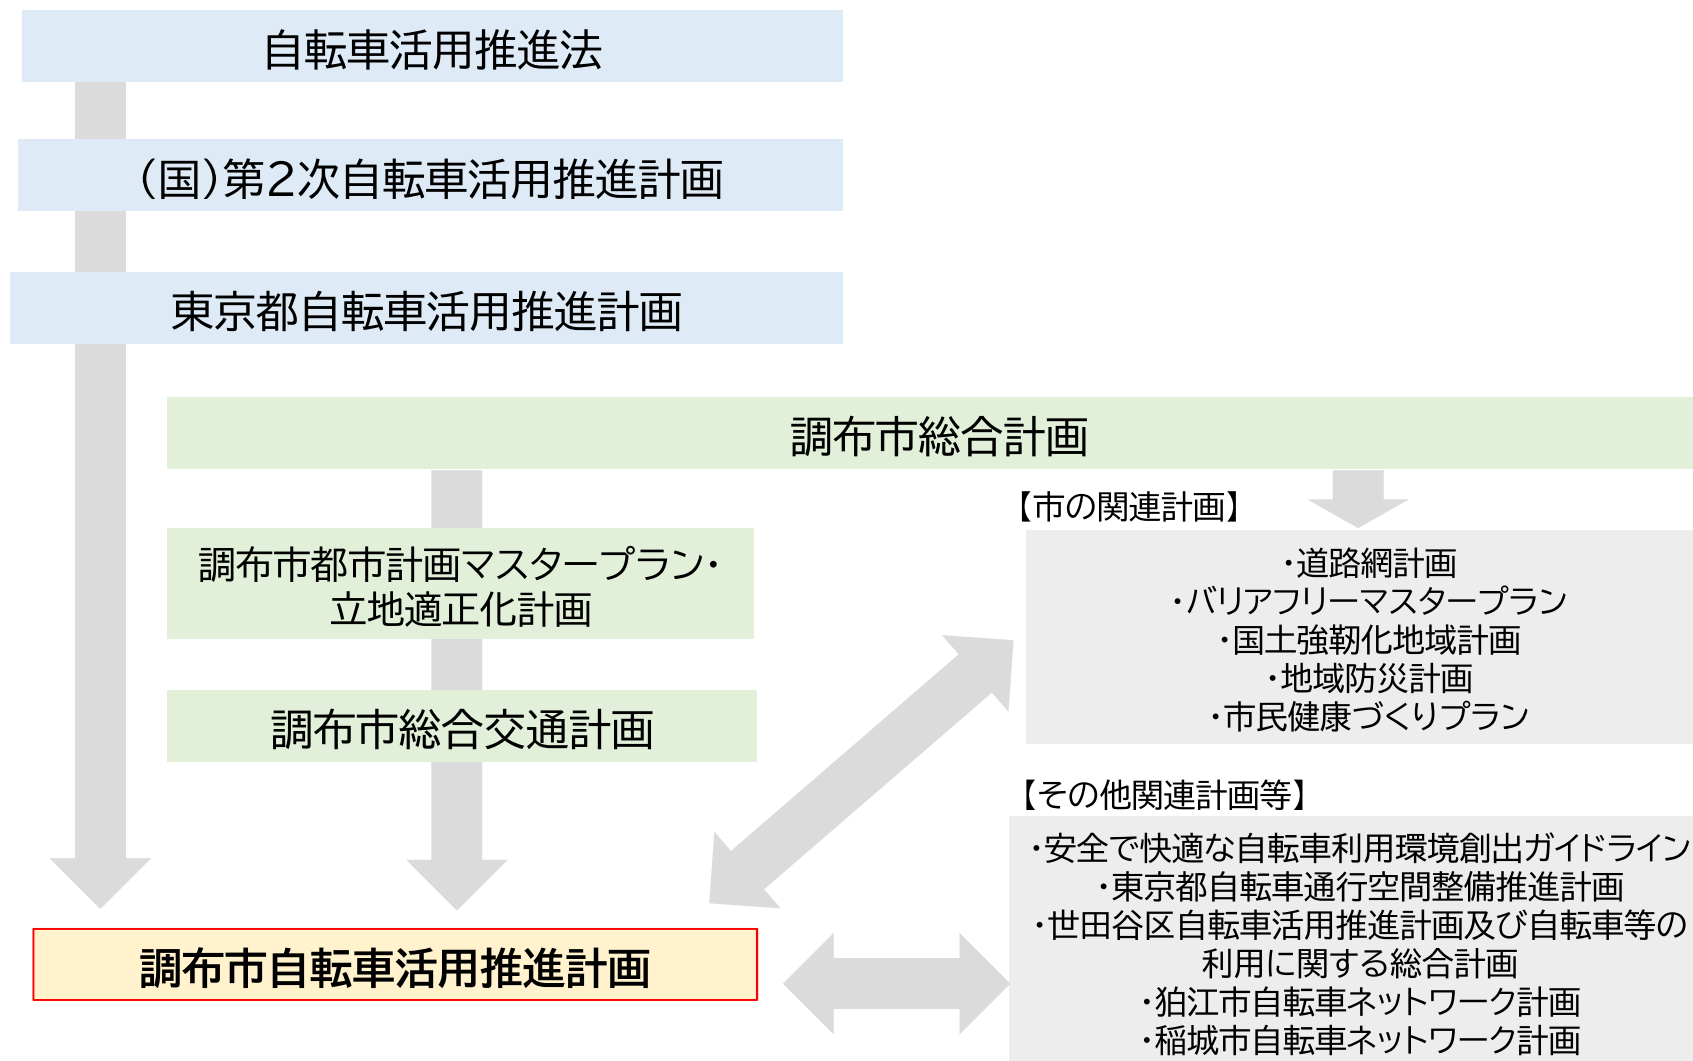 自転車活用推進法
（国）第２次自転車活用推進計画
東京都自転車活用推進計画
調布市総合計画
調布市都市計画マスタープラン・
立地適正化計画
調布市総合交通計画
調布市自転車活用推進計画
【市の関連計画】
・道路網計画
・バリアフリーマスタープラン
・国土強靭化地域計画
・地域防災計画
・市民健康づくりプラン
【その他関連計画等】
・安全で快適な自転車利用環境創出ガイドライン
・東京都自転車通行空間整備推進計画
・世田谷区自転車活用推進計画及び自転車等の
利用に関する総合計画
・狛江市自転車ネットワーク計画
・稲城市自転車ネットワーク計画